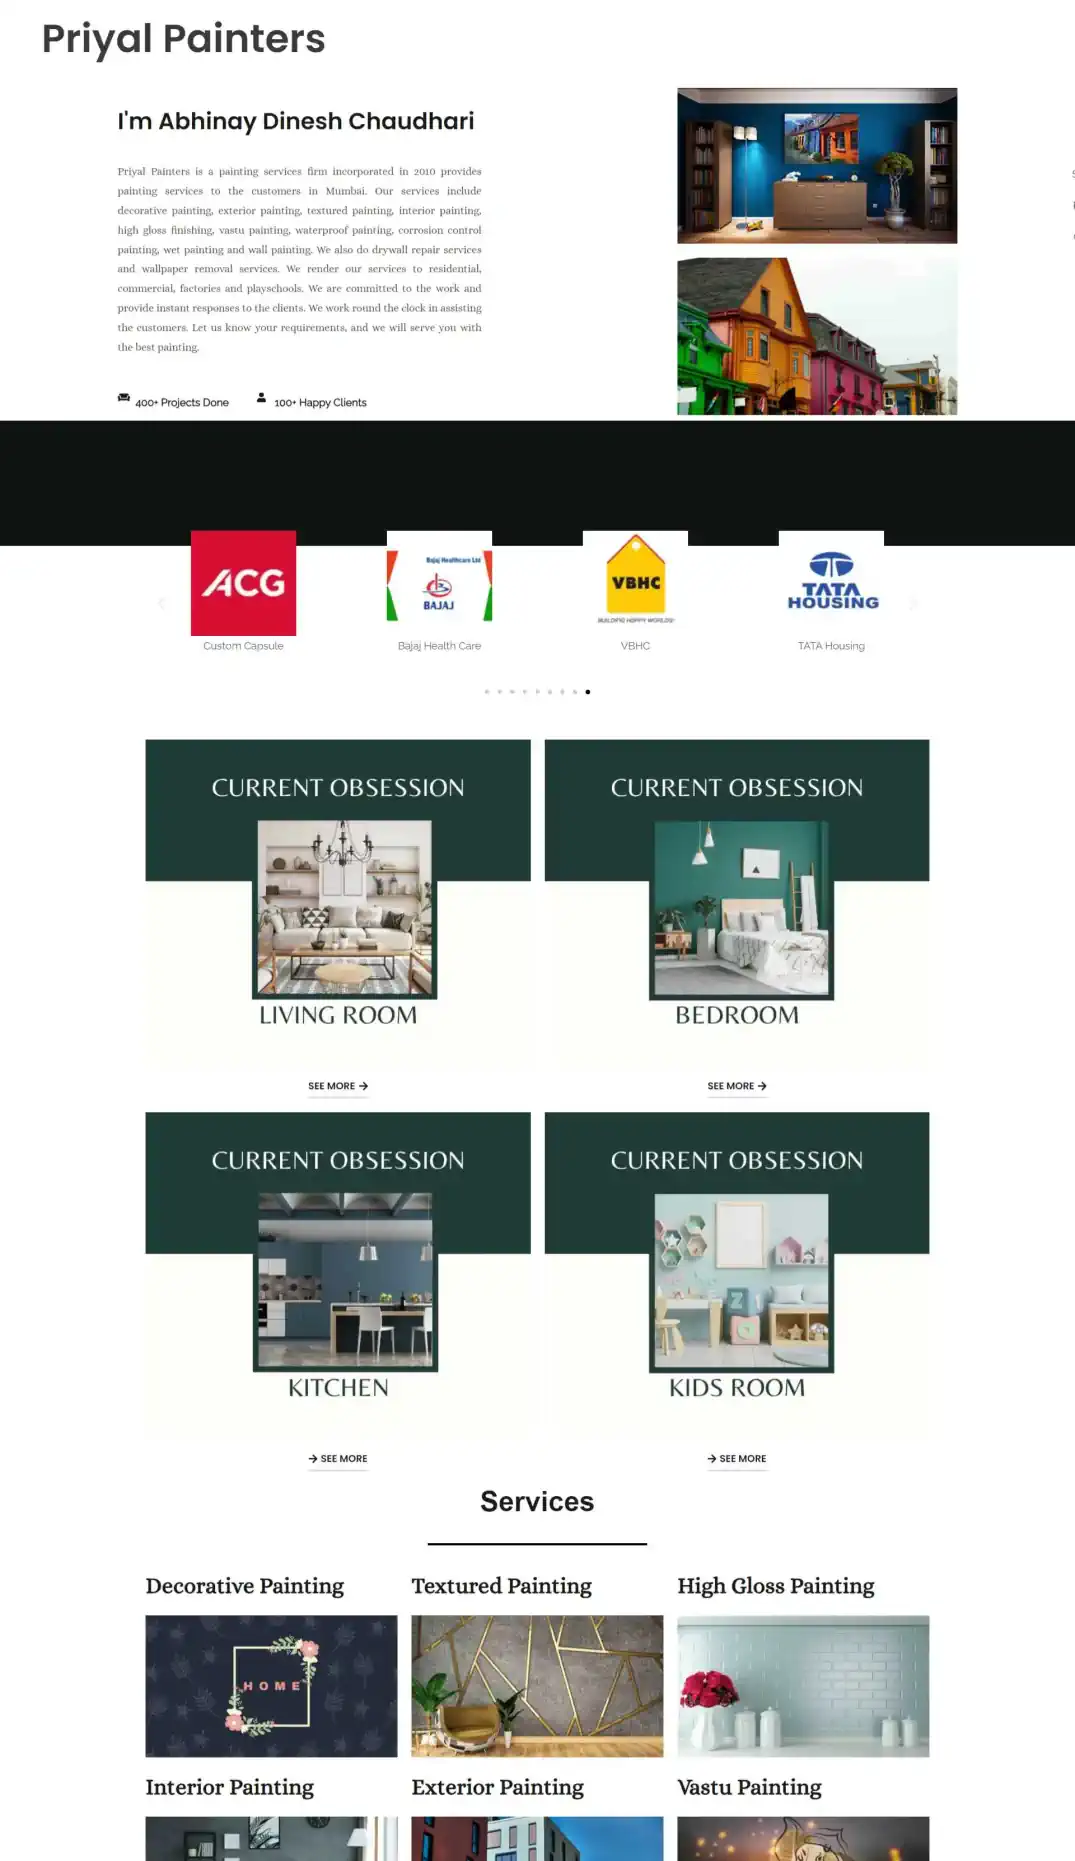 Priyal Painters
I'm Abhinay Dinesh Chaudhari
Priyal Painters is a painting services firm incorporated in 2010 provides
painting services to the customers in Mumbai. Our services include
decorative painting, exterior painting, textured painting, interior painting,
high gloss finishing, vastu painting, waterproof painting, corrosion control
painting, wet painting and wall painting. We also do drywall repair services
and wallpaper removal services. We render our services to residential,
commercial, factories and playschools. We are committed to the work and
provide instant responses to the clients. We work round the clock in assisting
the customers. Let us know your requirements, and we will serve you with
the best painting.
400+ Projects Done
100+ Happy Clients
ACG
Bajaj Healthcare Ltd
BAJAJ
VBHC
BUILDING HAPPY WORLDS!
TATA
HOUSING
Custom Capsule
Bajaj Health Care
VBHC
TATA Housing
CURRENT OBSESSION
LIVING ROOM
SEE MORE
CURRENT OBSESSION
BEDROOM
SEE MORE
CURRENT OBSESSION
KITCHEN
SEE MORE
CURRENT OBSESSION
KIDS ROOM
SEE MORE
Services
Decorative Painting
Textured Painting
High Gloss Painting
HOME
Interior Painting
Exterior Painting
Vastu Painting